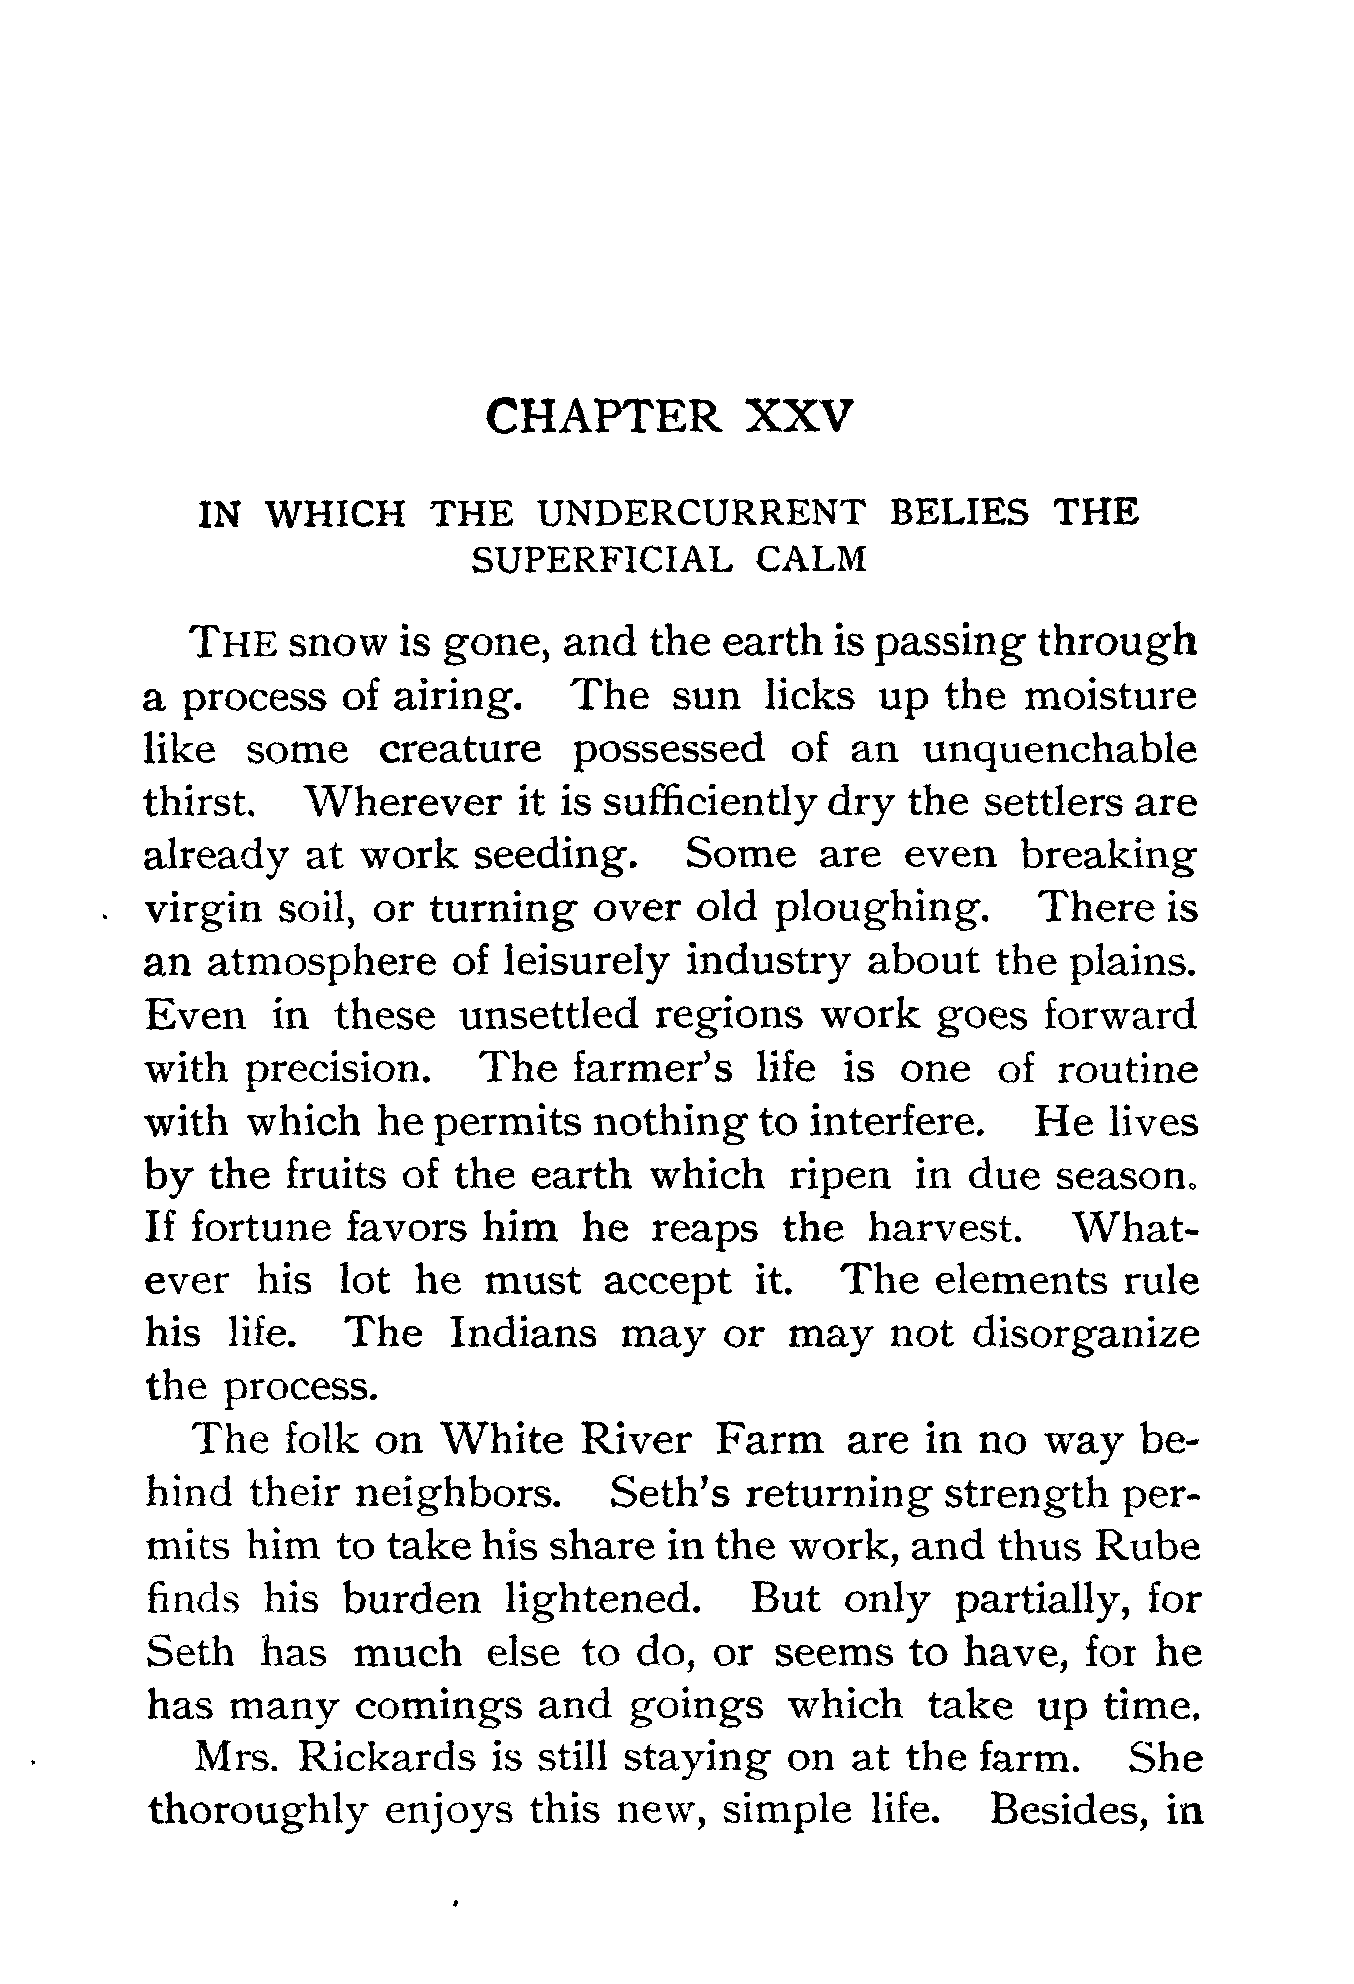 CHAPTER XXV
IN WHICH THE UNDERCURRENT BELIES THE
SUPERFICIAL CALM
THE snow is gone, and the earth is passing through
a process of airing. The sun licks up the moisture
like some creature possessed of an unquenchable
thirst. Wherever it is sufficiently dry the settlers are
already at work seeding. Some are even breaking
virgin soil, or turning over old ploughing. There is
an atmosphere of leisurely industry about the plains.
Even in these unsettled regions work goes forward
with precision. The farmer's life is one of routine
with which he permits nothing to interfere. He lives
by the fruits of the earth which ripen in due season.
If fortune favors him he reaps the harvest. What-
ever his lot he must accept it. The elements rule
his life. The Indians may or may not disorganize
the process.
The folk on White River Farm are in no way be-
hind their neighbors. Seth's returning strength per-
mits him to take his share in the work, and thus Rube
finds his burden lightened. But only partially, for
Seth has much else to do, or seems to have, for he
has many comings and goings which take up time.
Mrs. Rickards is still staying on at the farm. She
thoroughly enjoys this new, simple life. Besides, in